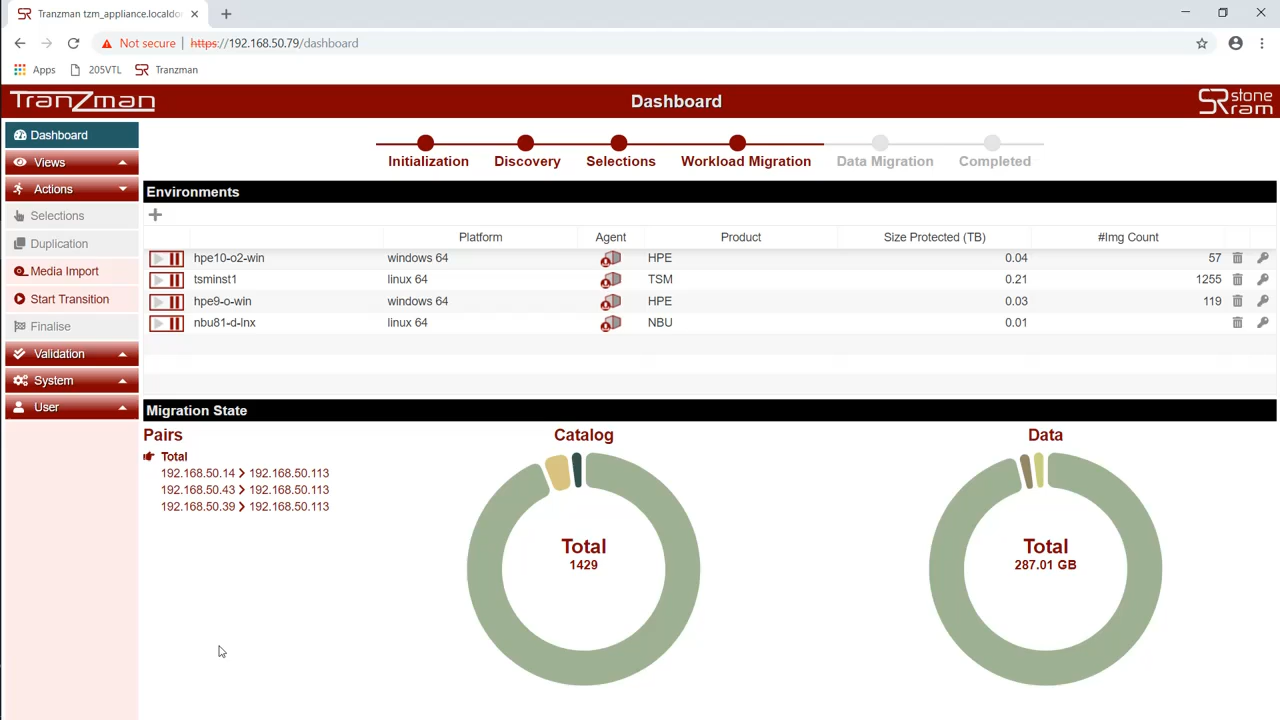 Tranzman tzm_appliance.localdo
Not secure | https://192.168.50.79/dashboard
Apps 205VTL Tranzman
TranZman Dashboard stone
SR ram
Dashboard
Views
Actions
Selections
Duplication
Media Import
Start Transition
Finalise
Validation
System
User
Initialization Discovery Selections Workload Migration Data Migration Completed
Environments
Platform Agent Product Size Protected (TB) #Img Count
hpe10-o2-win windows 64 HPE 0.04 57
tsminst1 linux 64 TSM 0.21 1255
hpe9-o-win windows 64 HPE 0.03 119
nbu81-d-lnx linux 64 NBU 0.01
Migration State
Pairs
Total
192.168.50.14 > 192.168.50.113
192.168.50.43 > 192.168.50.113
192.168.50.39 > 192.168.50.113
Catalog
Total
1429
Data
Total
287.01 GB